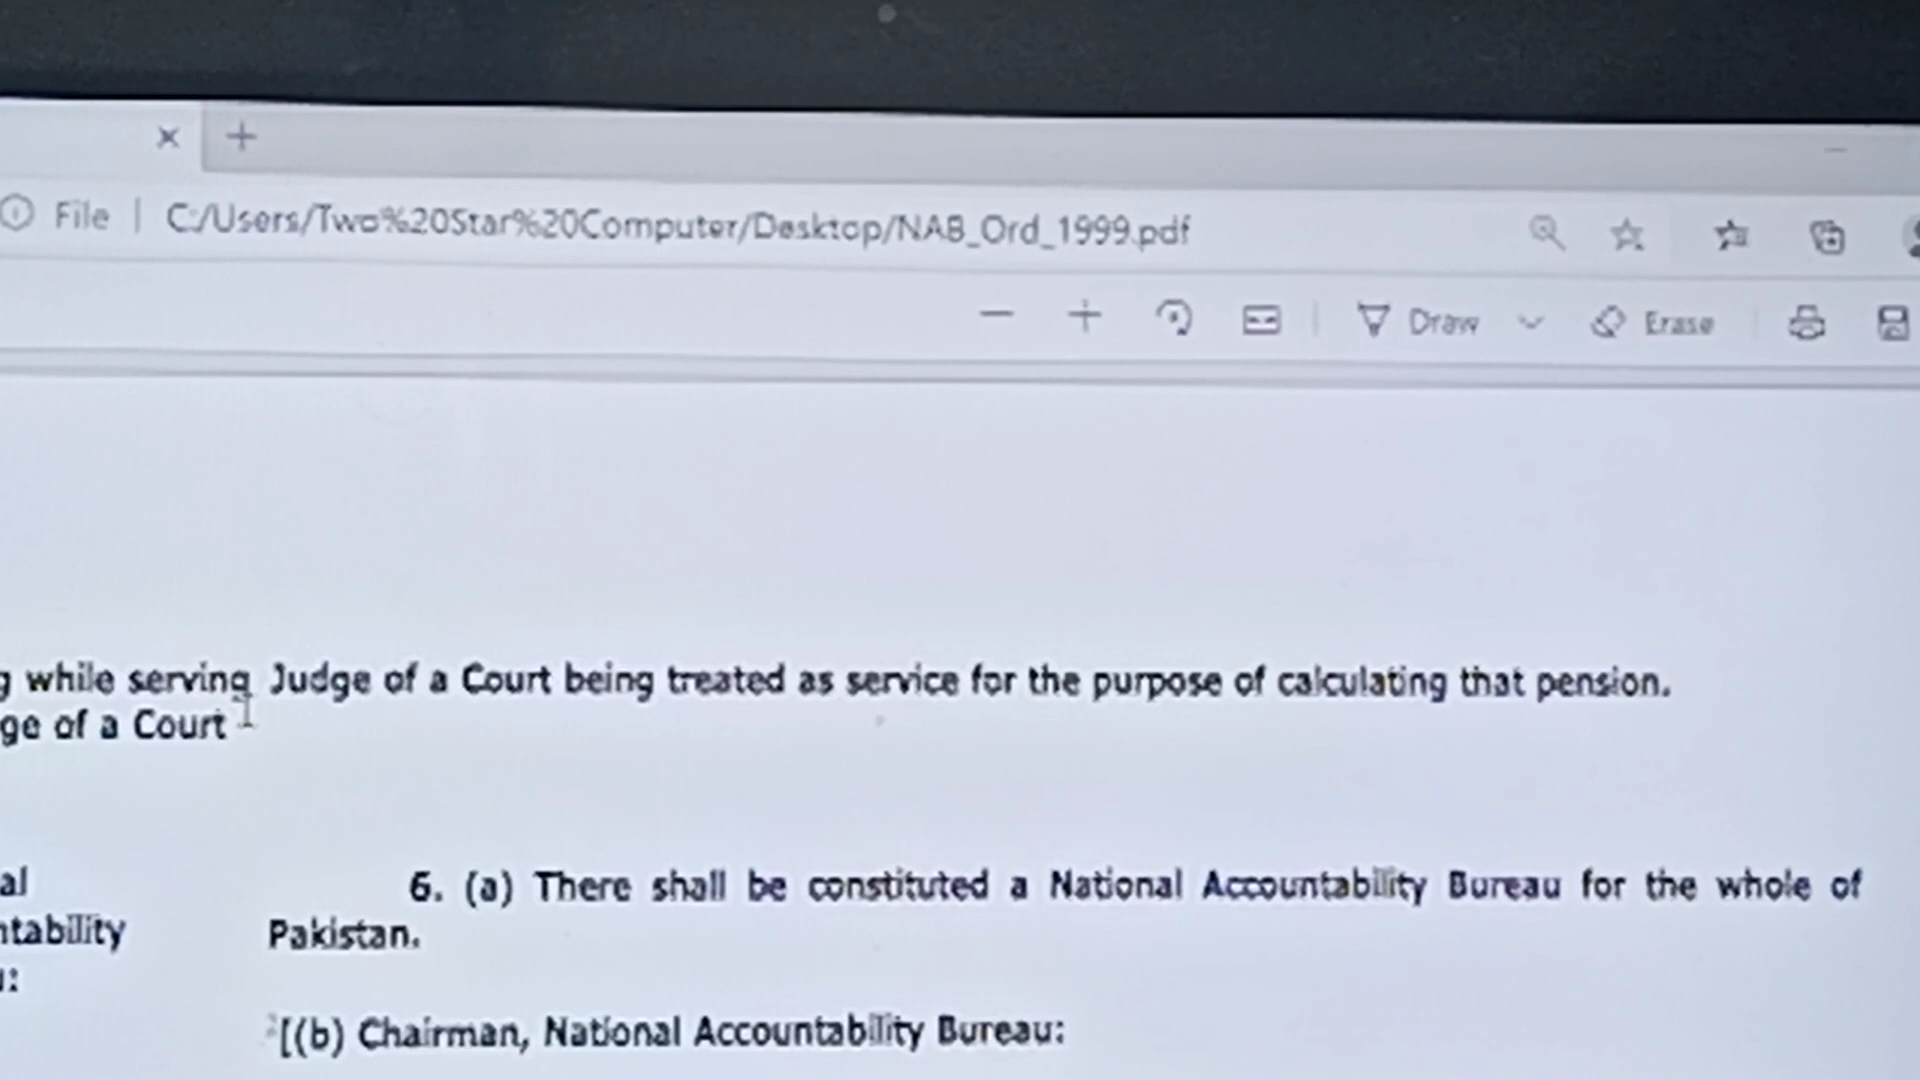 File | C:/Users/Two%20Star%20Computer/Desktop/NAB_Ord_1999.pdf
Draw Erase
g while serving Judge of a Court being treated as service for the purpose of calculating that pension.
ge of a Court
al 6. (a) There shall be constituted a National Accountability Bureau for the whole of
ntability Pakistan.
:
2[(b) Chairman, National Accountability Bureau: